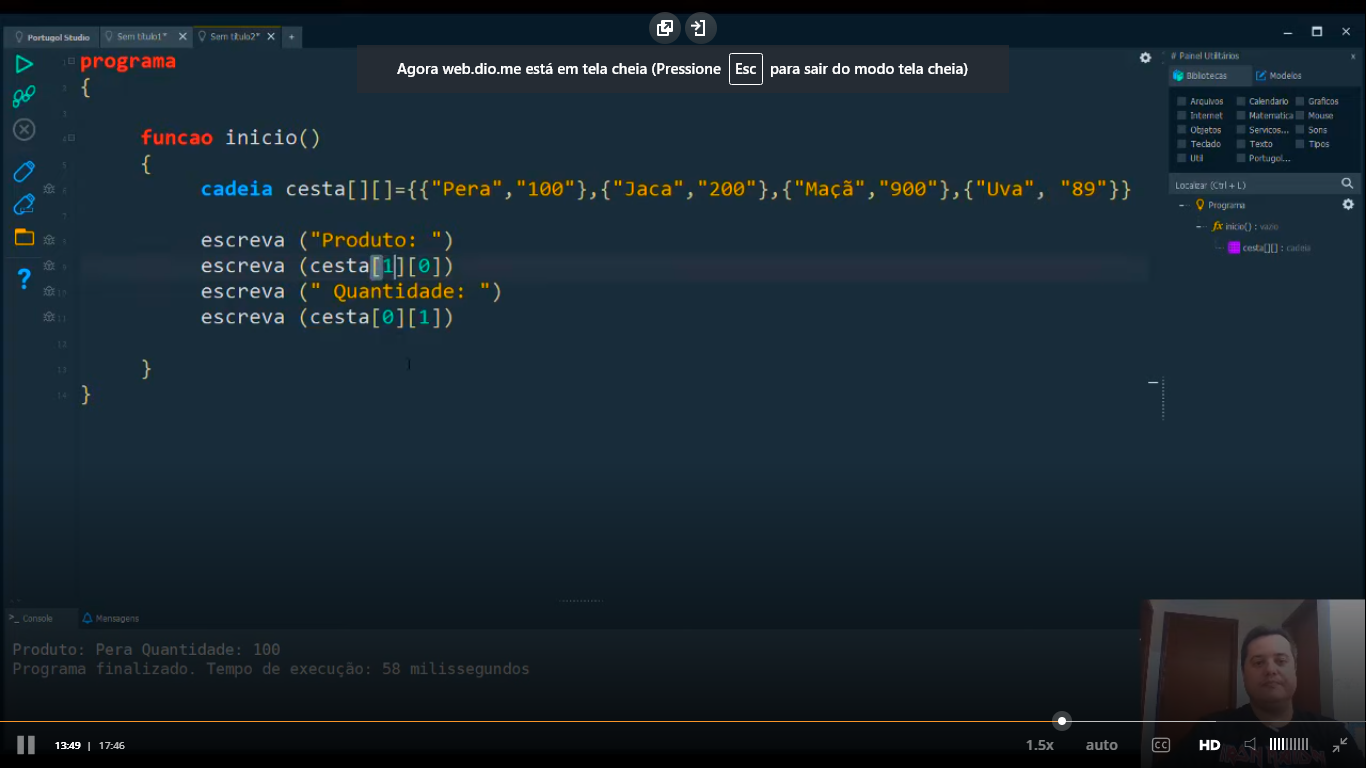 Portugol Studio
Sem título1*
Sem título2*
+
Agora web.dio.me está em tela cheia (Pressione Esc para sair do modo tela cheia)
programa
{
funcao inicio()
{
cadeia cesta[][]={{"Pera","100"},{"Jaca","200"},{"Maçã","900"},{"Uva", "89"}}
escreva ("Produto: ")
escreva (cesta[1][0])
escreva (" Quantidade: ")
escreva (cesta[0][1])
}
}
# Painel Utilitários
Bibliotecas
Modelos
Arquivos Calendario Graficos
Internet Matematica Mouse
Objetos Servicos... Sons
Teclado Texto Tipos
Util Portugol...
Localizar (Ctrl + L)
Programa
fx inicio() : vazio
cesta[][] : cadeia
>_ Console
Mensagens
Produto: Pera Quantidade: 100
Programa finalizado. Tempo de execução: 58 milissegundos
13:49 | 17:46
1.5x
auto
CC
HD